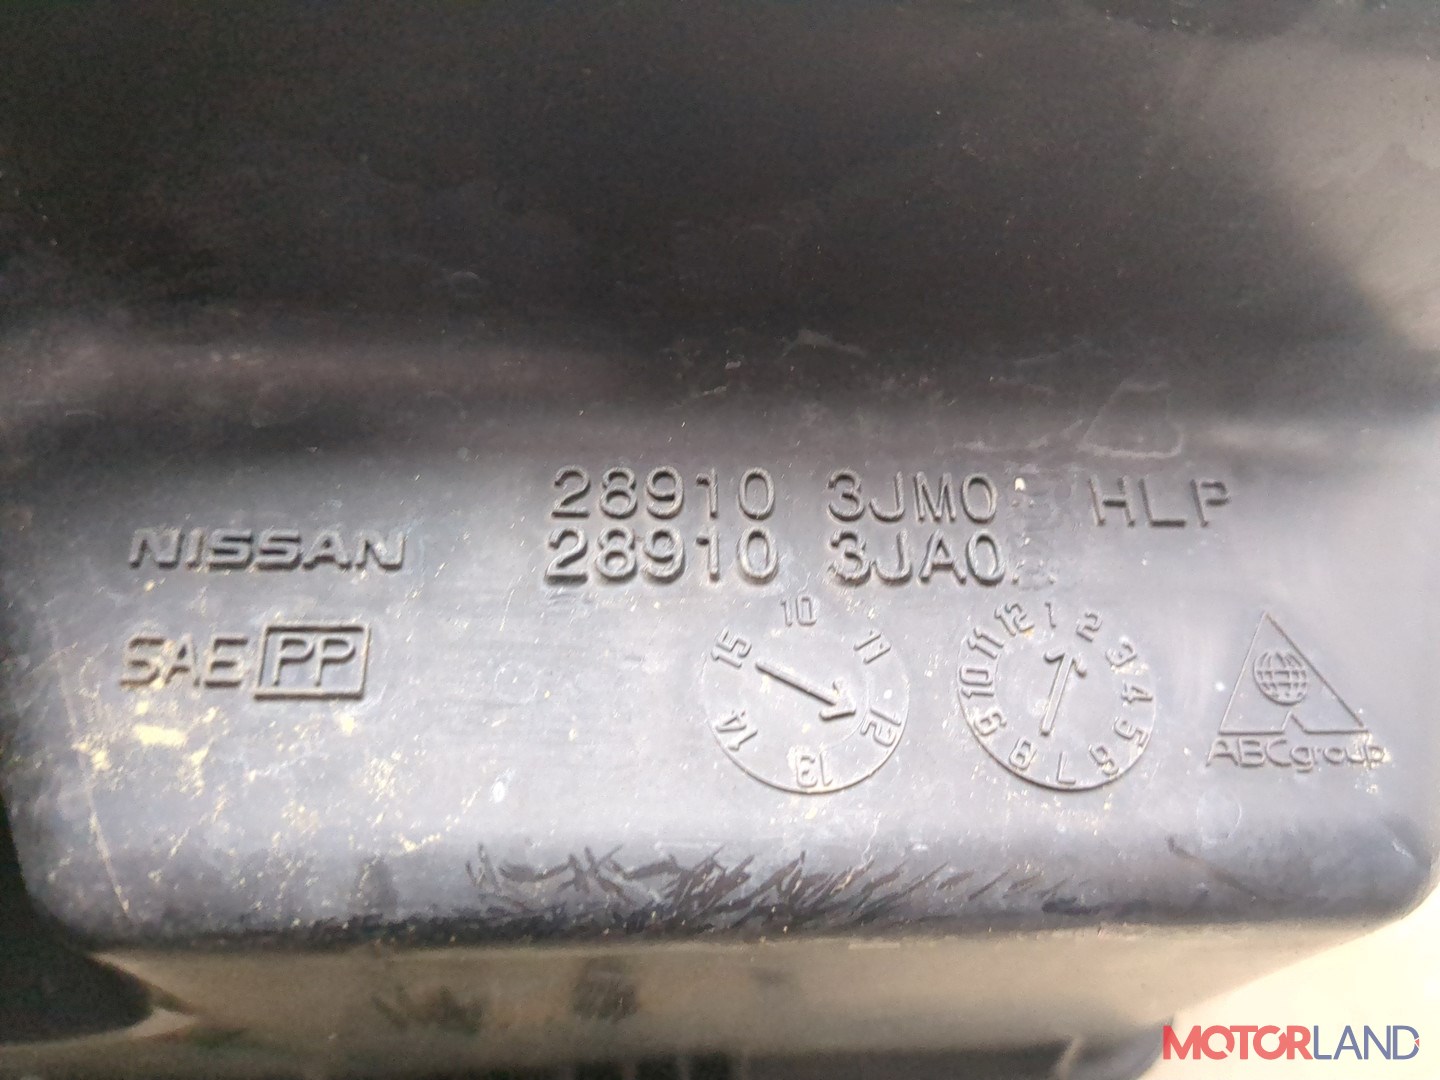 28910 3JM0 HLP
NISSAN 28910 3JA0
SAE PP
10 11 12 13 14 15
1 2 3 4 5 6 7 8 9 10 11 12
ABCgroup
MOTORLAND